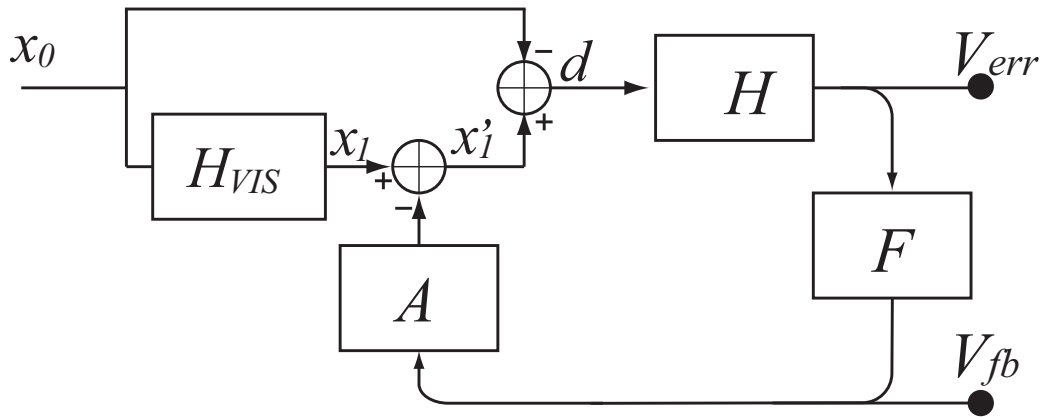 x0
−
d
H
Verr
HVIS
x1
+
x'1
+
−
A
F
Vfb